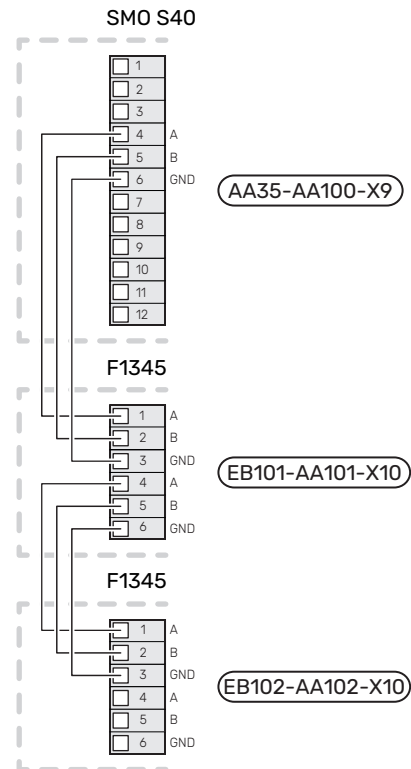 SMO S40
1
2
3
4 A
5 B
6 GND
AA35-AA100-X9
7
8
9
10
11
12
F1345
1 A
2 B
3 GND
EB101-AA101-X10
4 A
5 B
6 GND
F1345
1 A
2 B
3 GND
EB102-AA102-X10
4 A
5 B
6 GND